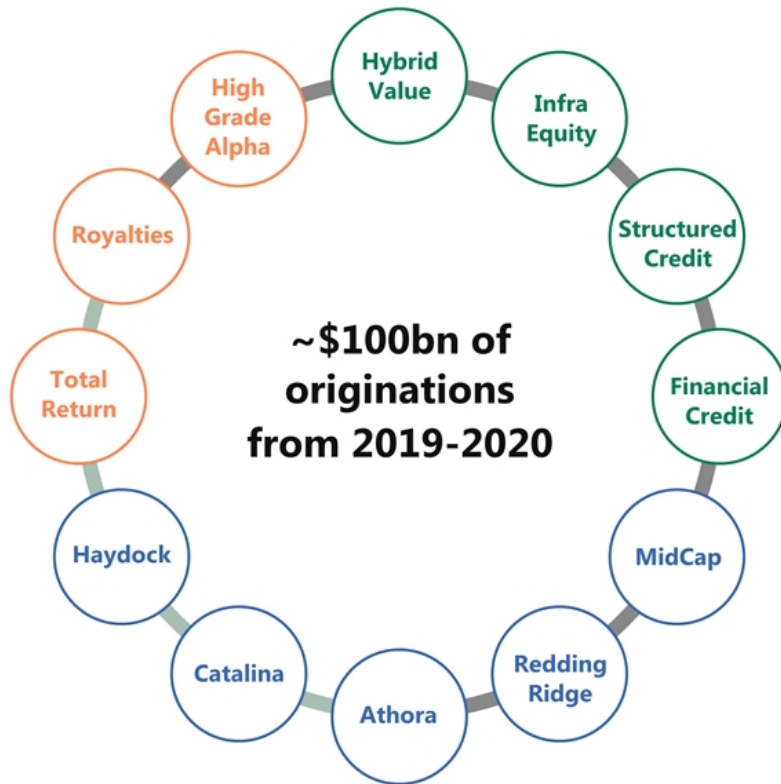 Hybrid
Value
Infra
Equity
Structured
Credit
Financial
Credit
MidCap
Redding
Ridge
Athora
Catalina
Haydock
Total
Return
Royalties
High
Grade
Alpha
~$100bn of
originations
from 2019-2020